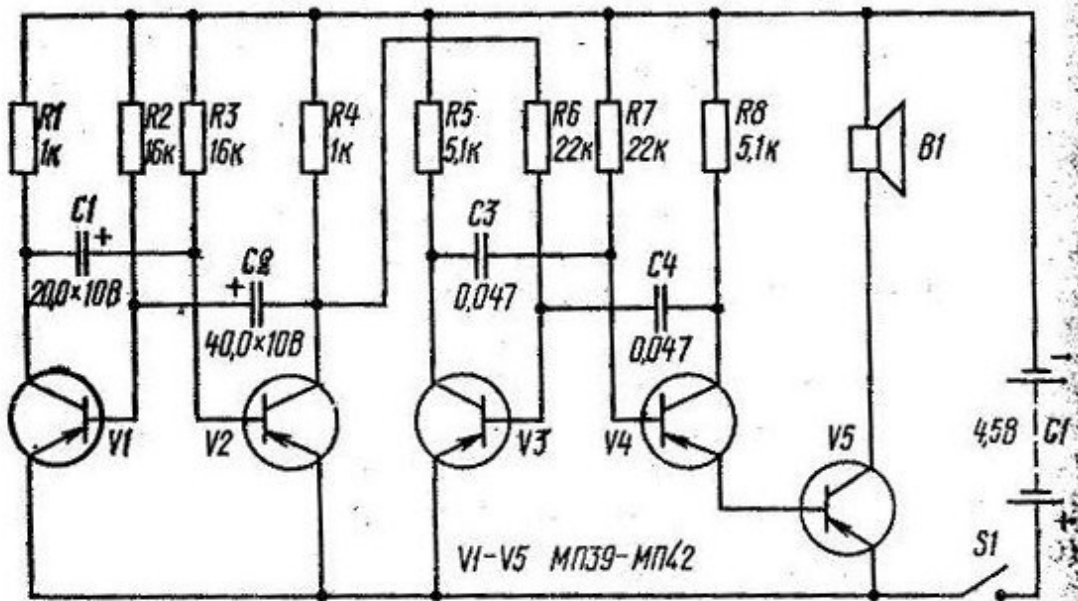 R1
1к
R2
16к
R3
16к
R4
1к
R5
5,1к
R6
22к
R7
22к
R8
5,1к
B1
C1
+
20,0×10В
+
C2
40,0×10В
C3
0,047
C4
0,047
V1
V2
V3
V4
V5
-
4,5В
C1
+
S1
V1-V5 МП39-МП42